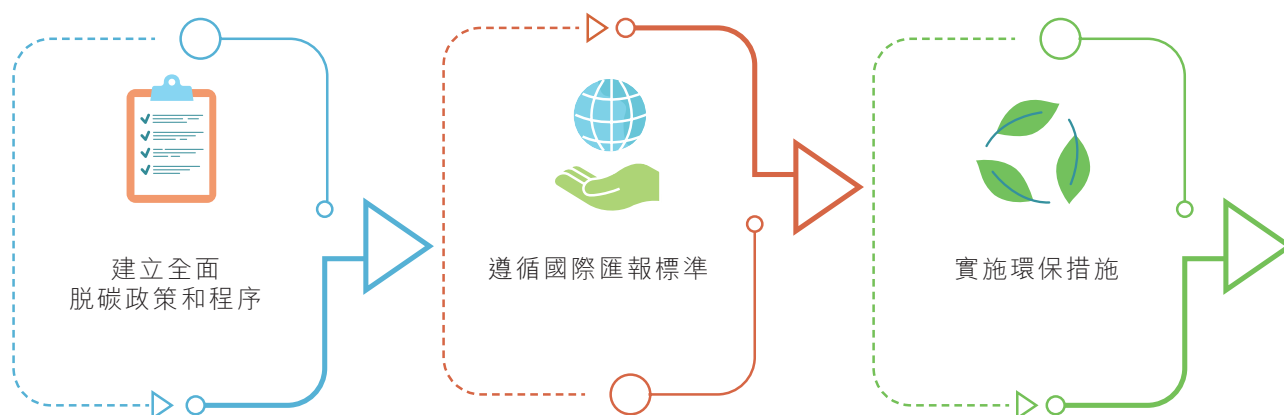 建立全面
脱碳政策和程序
遵循國際匯報標準
實施環保措施